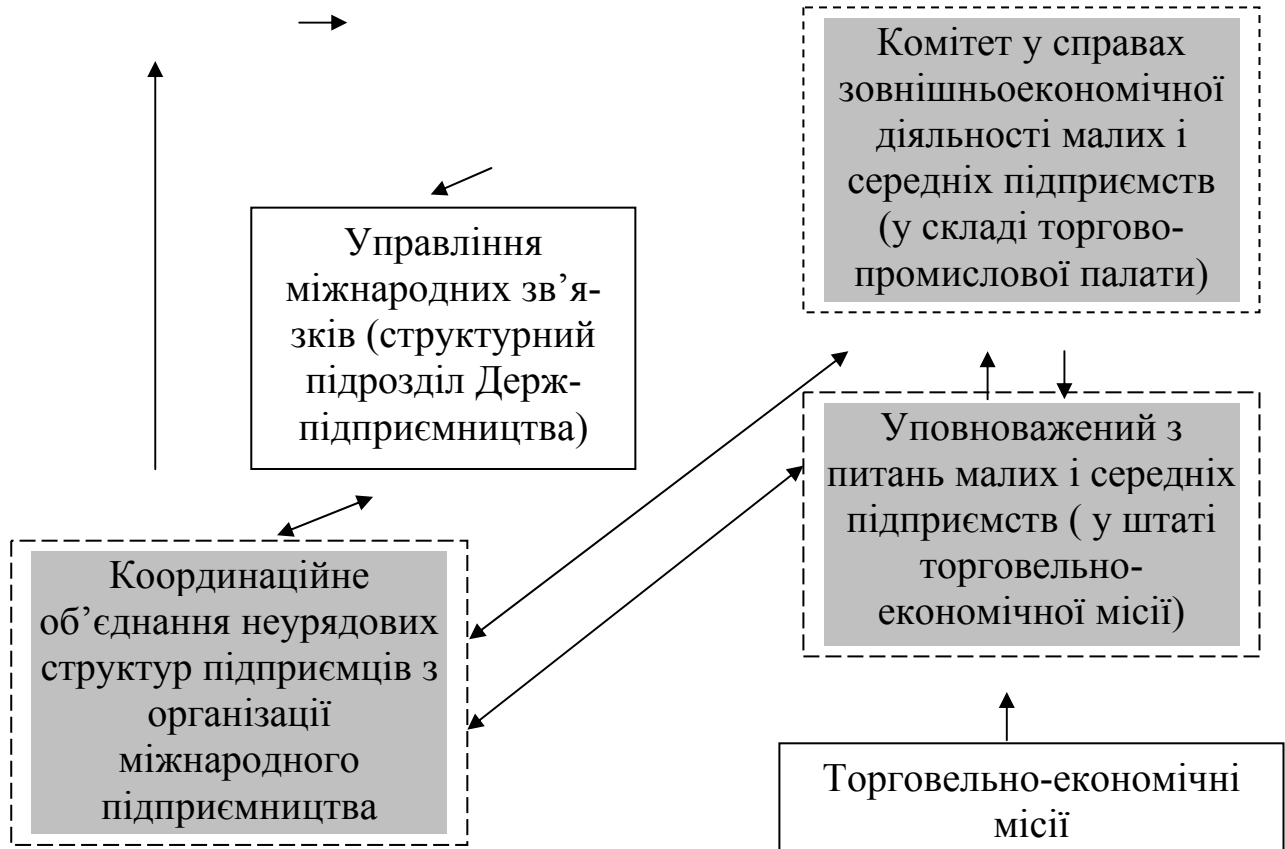 Комітет у справах
зовнішньоекономічної
діяльності малих і
середніх підприємств
(у складі торгово-
промислової палати)
Управління
міжнародних зв’я-
зків (структурний
підрозділ Держ-
підприємництва)
Уповноважений з
питань малих і середніх
підприємств ( у штаті
торговельно-
економічної місії)
Координаційне
об’єднання неурядових
структур підприємців з
організації
міжнародного
підприємництва
Торговельно-економічні
місії